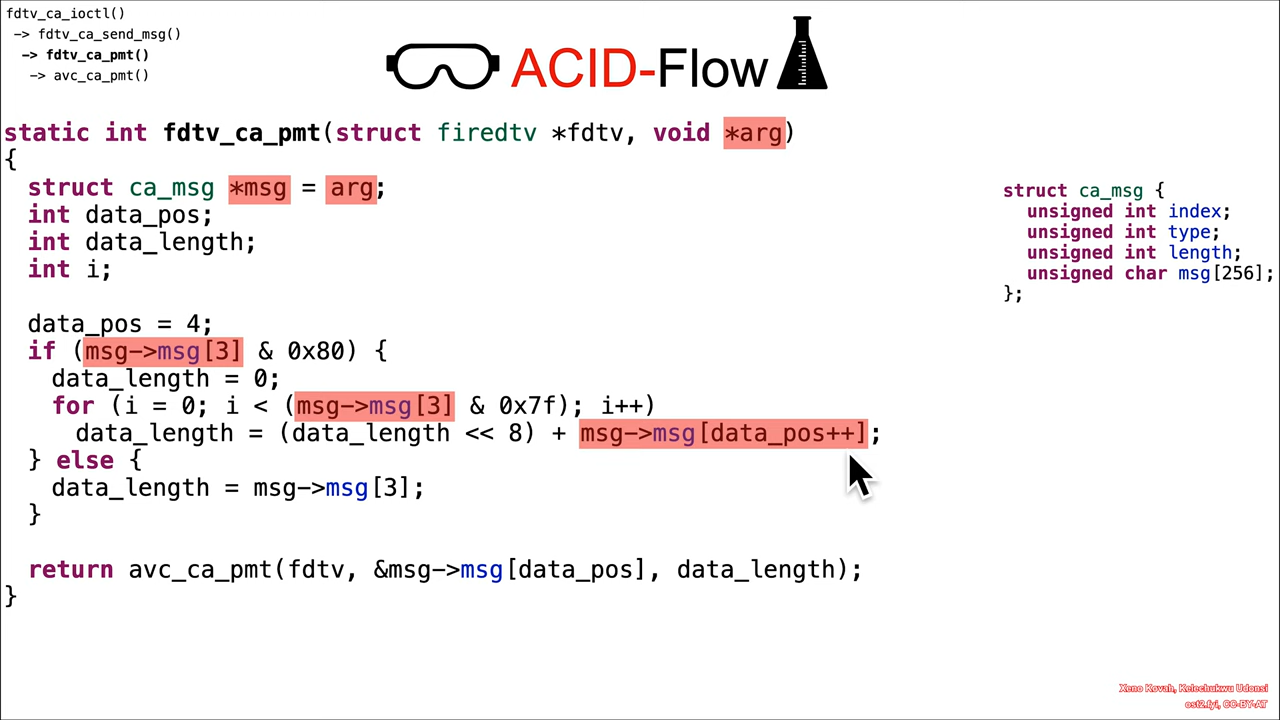 fdtv_ca_ioctl()
-> fdtv_ca_send_msg()
-> fdtv_ca_pmt()
-> avc_ca_pmt()
ACID-Flow
static int fdtv_ca_pmt(struct firedtv *fdtv, void *arg)
{
struct ca_msg *msg = arg;
int data_pos;
int data_length;
int i;
data_pos = 4;
if (msg->msg[3] & 0x80) {
data_length = 0;
for (i = 0; i < (msg->msg[3] & 0x7f); i++)
data_length = (data_length << 8) + msg->msg[data_pos++];
} else {
data_length = msg->msg[3];
}
return avc_ca_pmt(fdtv, &msg->msg[data_pos], data_length);
}
struct ca_msg {
unsigned int index;
unsigned int type;
unsigned int length;
unsigned char msg[256];
};
Xeno Kovah, Kelechukwu Udonsi
ost2.fyi, CC-BY-AT